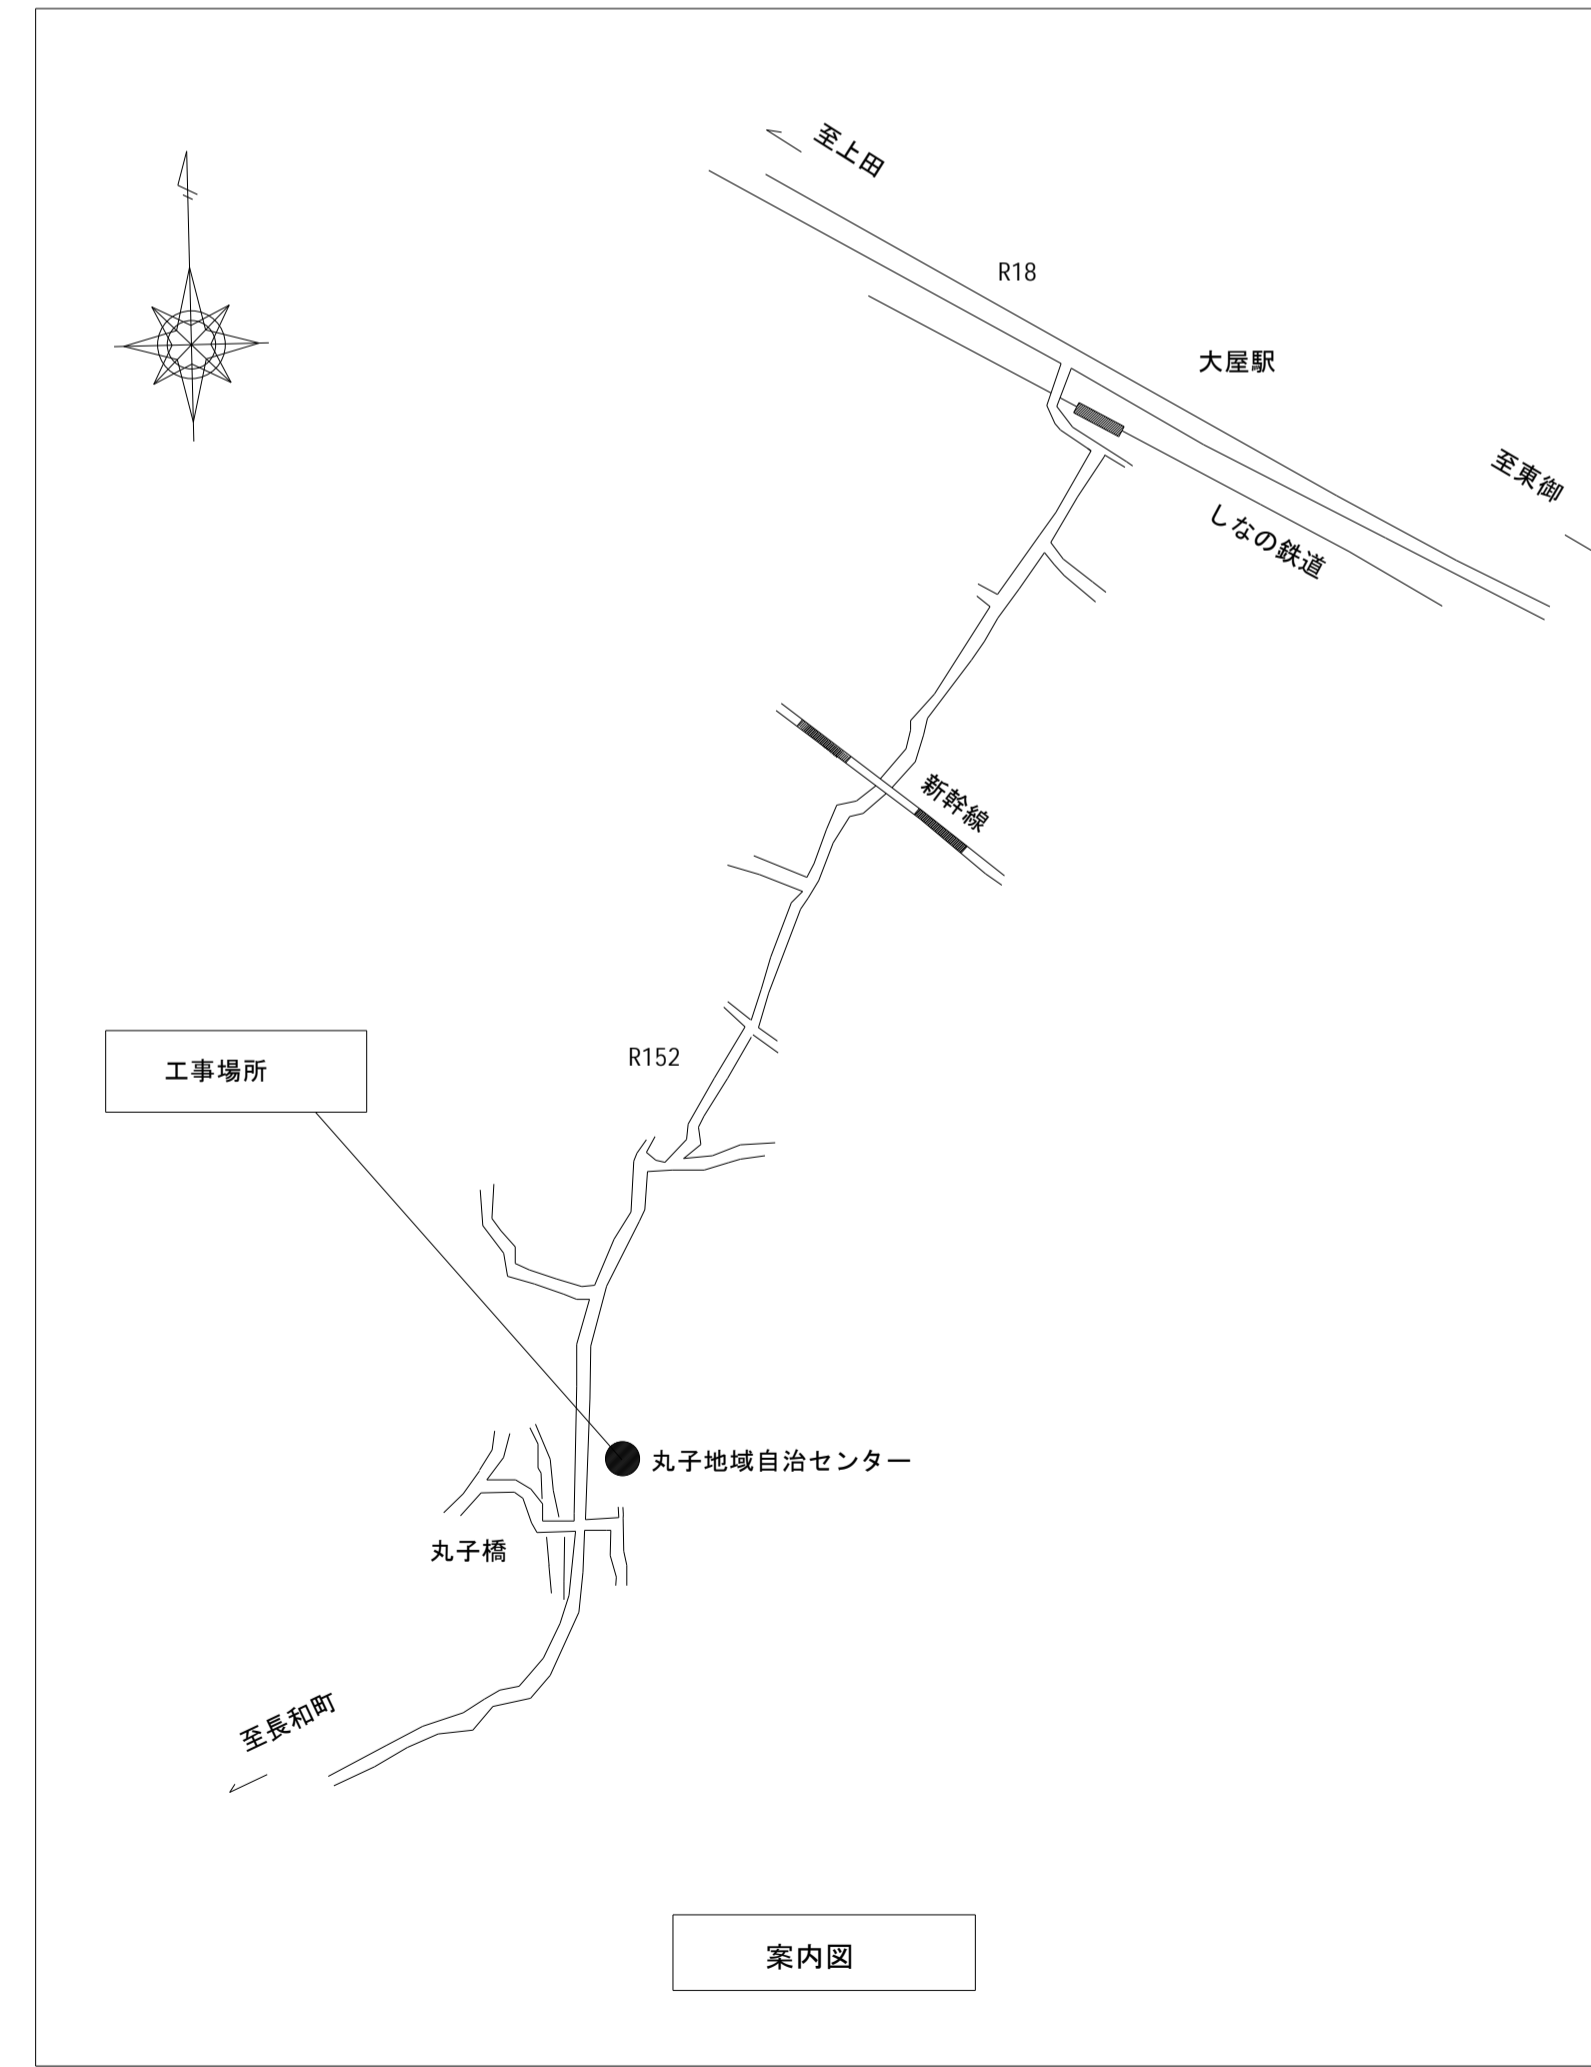 至上田
R18
大屋駅
至東御
しなの鉄道
新幹線
R152
工事場所
丸子地域自治センター
丸子橋
至長和町
案内図